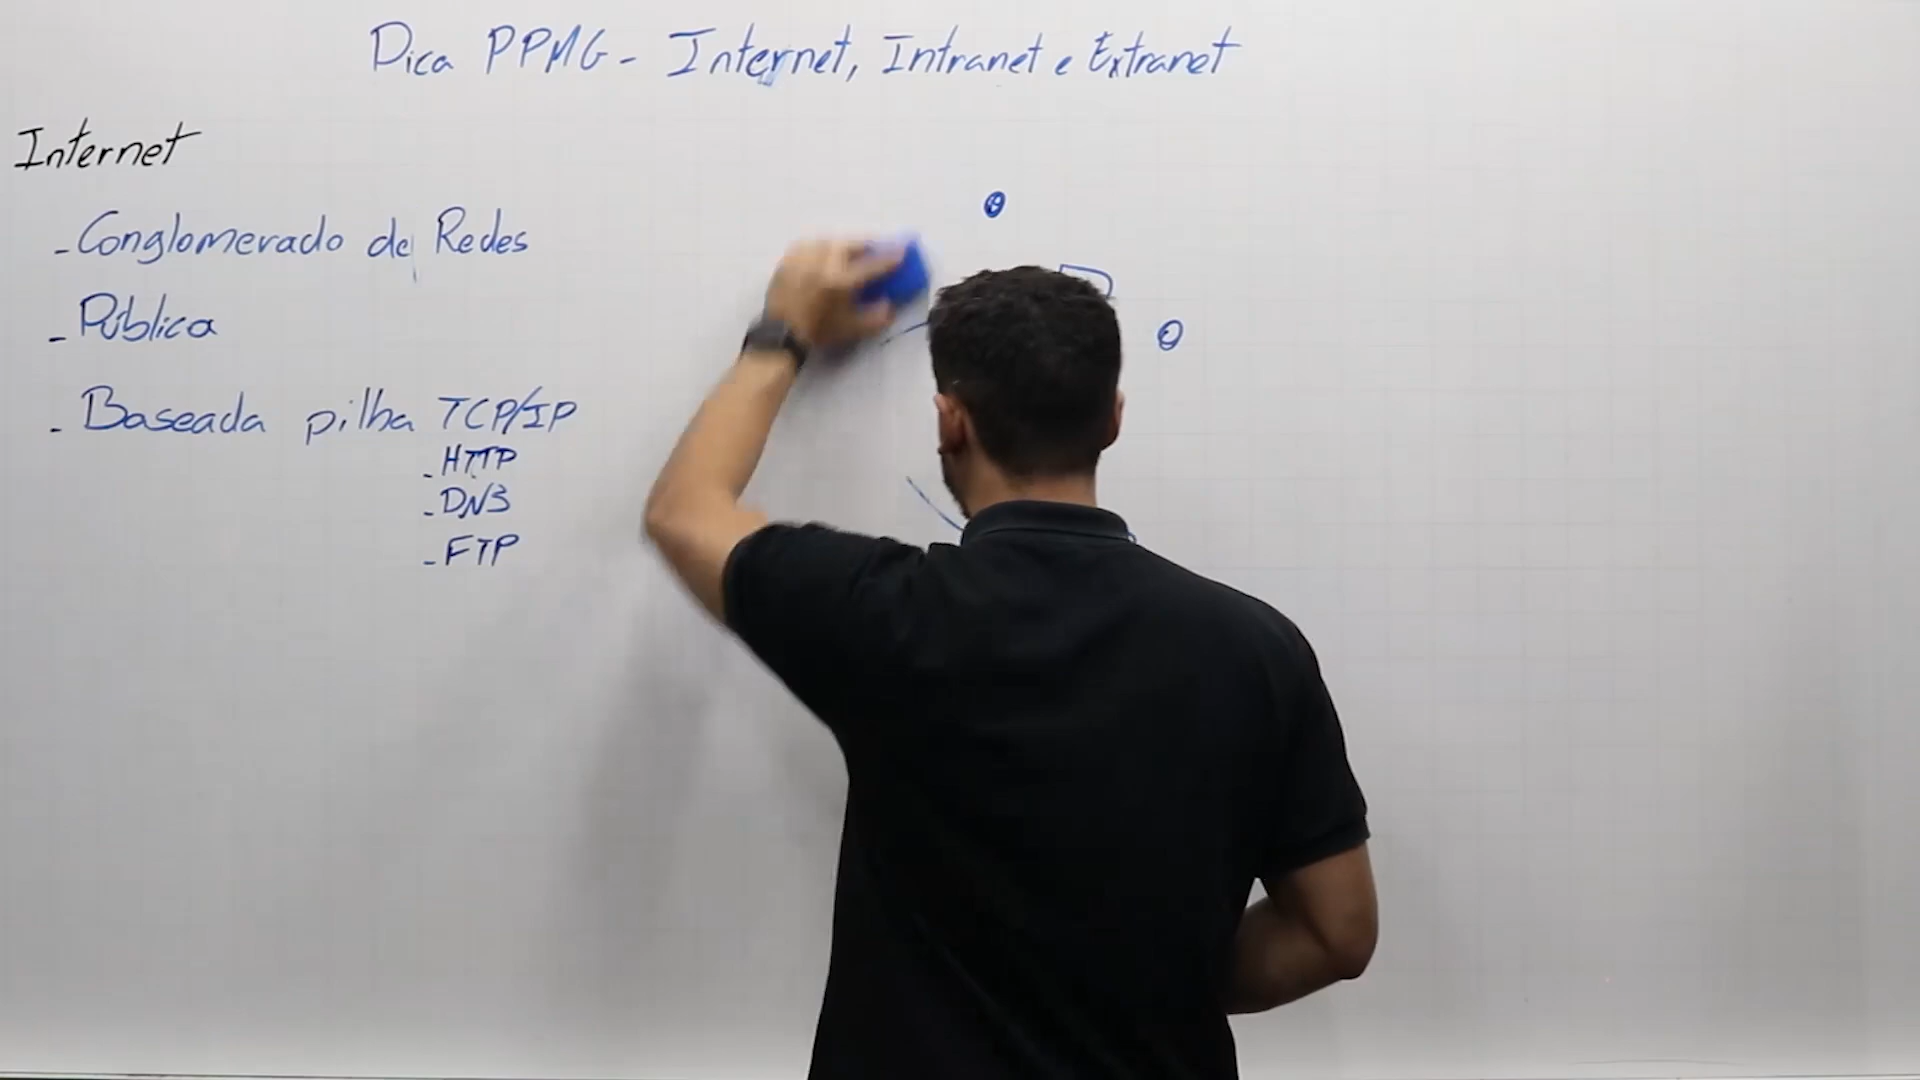 Dica PPMG - Internet, Intranet e Extranet
Internet
- Conglomerado de Redes
- Pública
- Baseada pilha TCP/IP
- HTTP
- DNS
- FTP